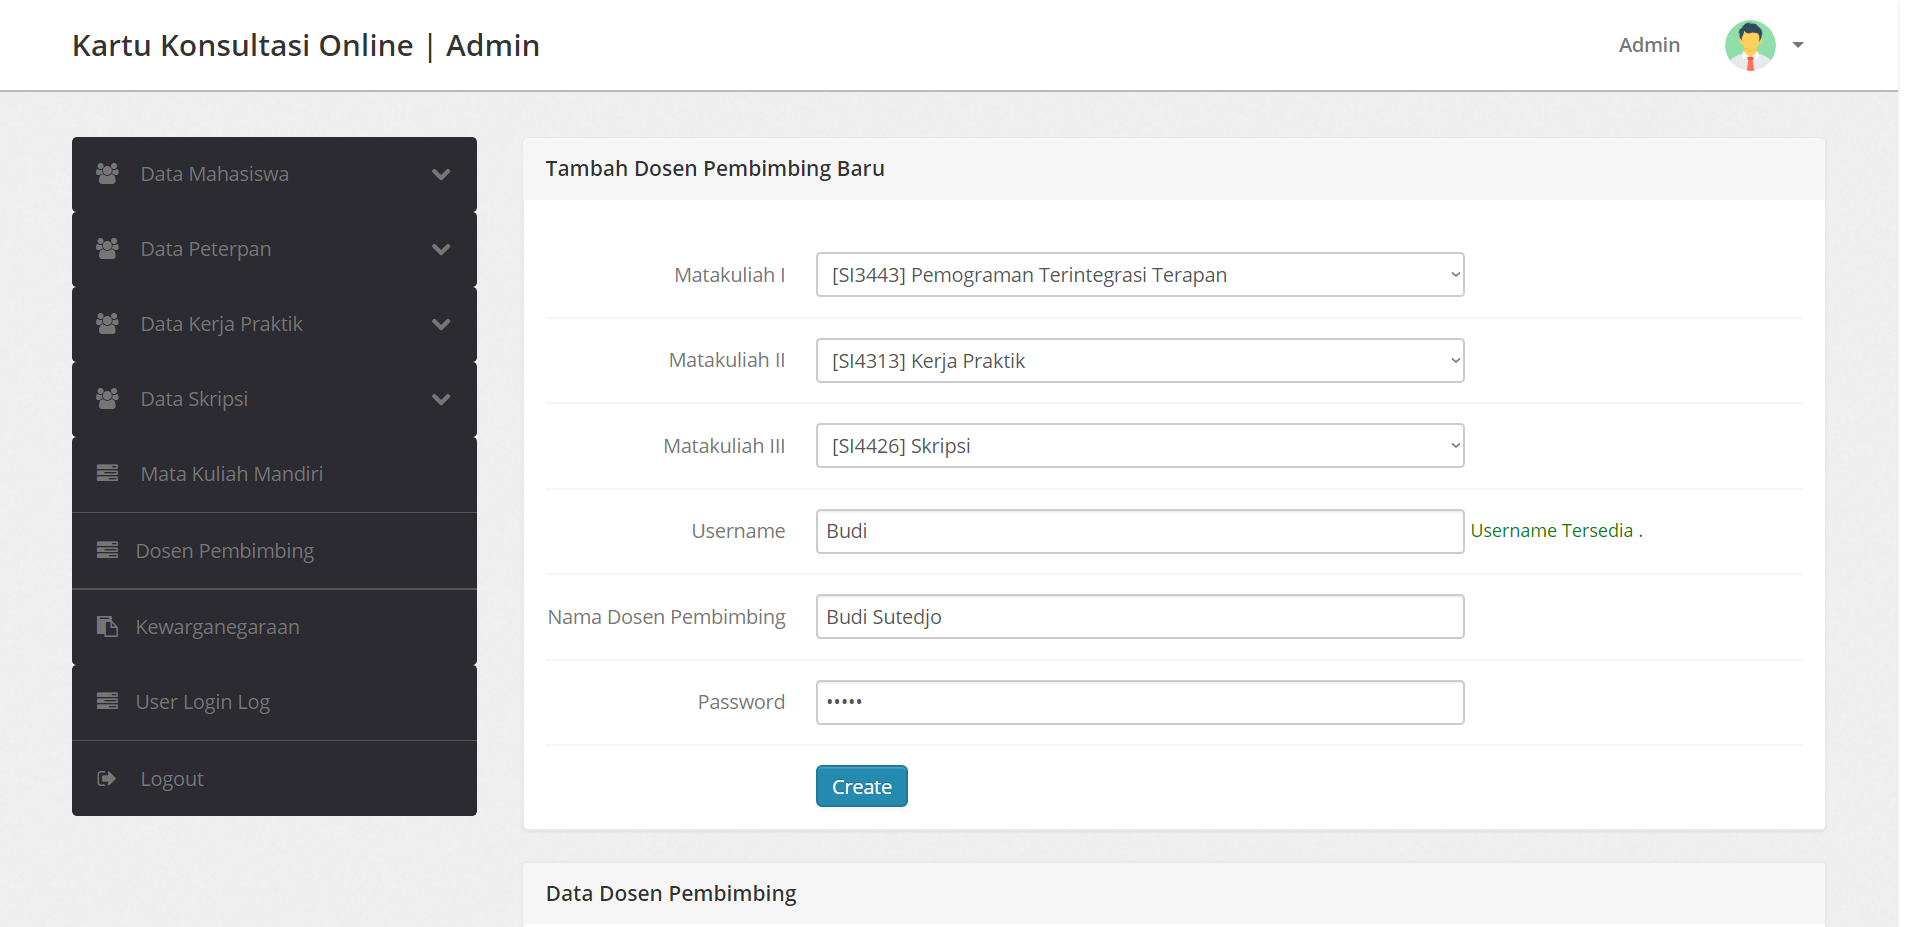 Kartu Konsultasi Online | Admin
Admin
Data Mahasiswa
Data Peterpan
Data Kerja Praktik
Data Skripsi
Mata Kuliah Mandiri
Dosen Pembimbing
Kewarganegaraan
User Login Log
Logout
Tambah Dosen Pembimbing Baru
Matakuliah I [SI3443] Pemograman Terintegrasi Terapan
Matakuliah II [SI4313] Kerja Praktik
Matakuliah III [SI4426] Skripsi
Username Budi Username Tersedia .
Nama Dosen Pembimbing Budi Sutedjo
Password •••••
Create
Data Dosen Pembimbing